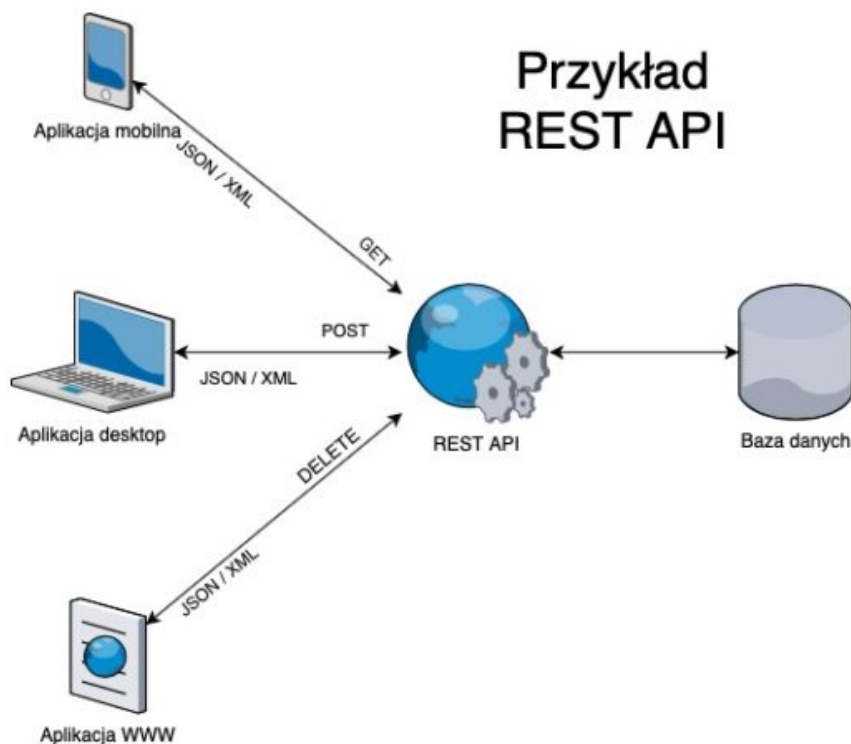 Przykład
REST API
Aplikacja mobilna
JSON / XML
GET
POST
JSON / XML
Aplikacja desktop
REST API
Baza danych
DELETE
JSON / XML
Aplikacja WWW